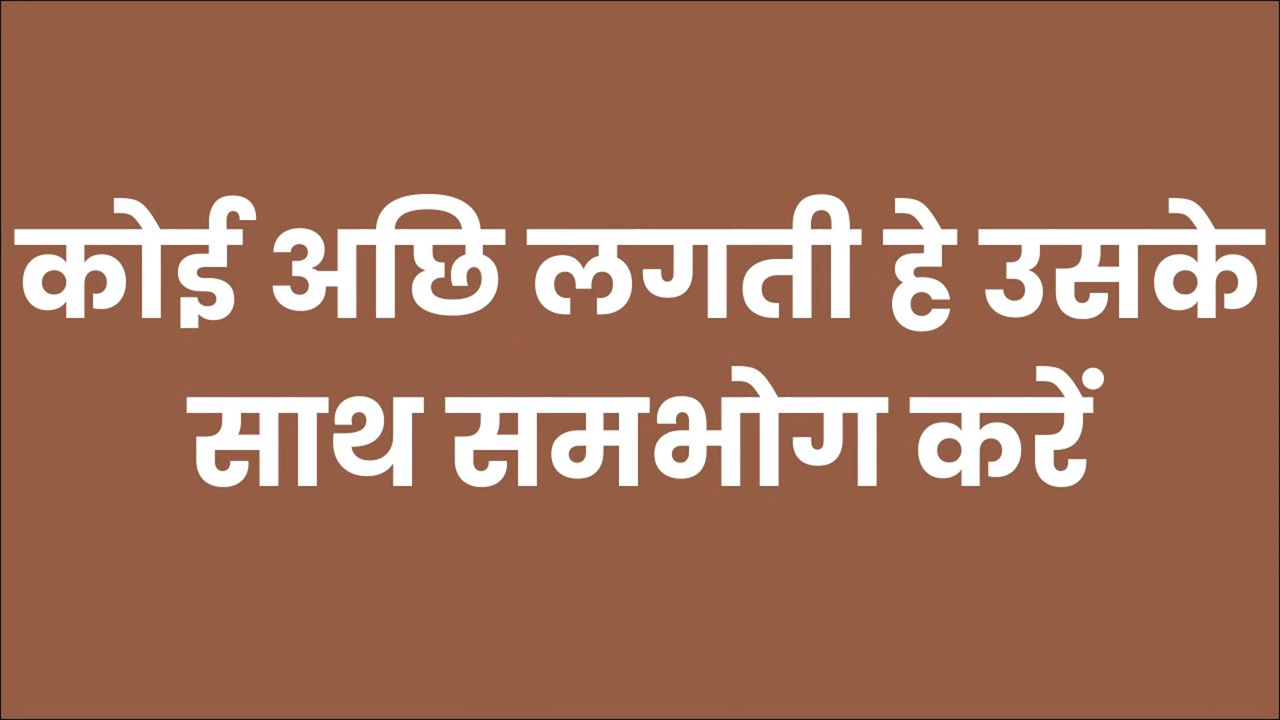 कोई अछि लगती हे उसके
साथ समभोग करें